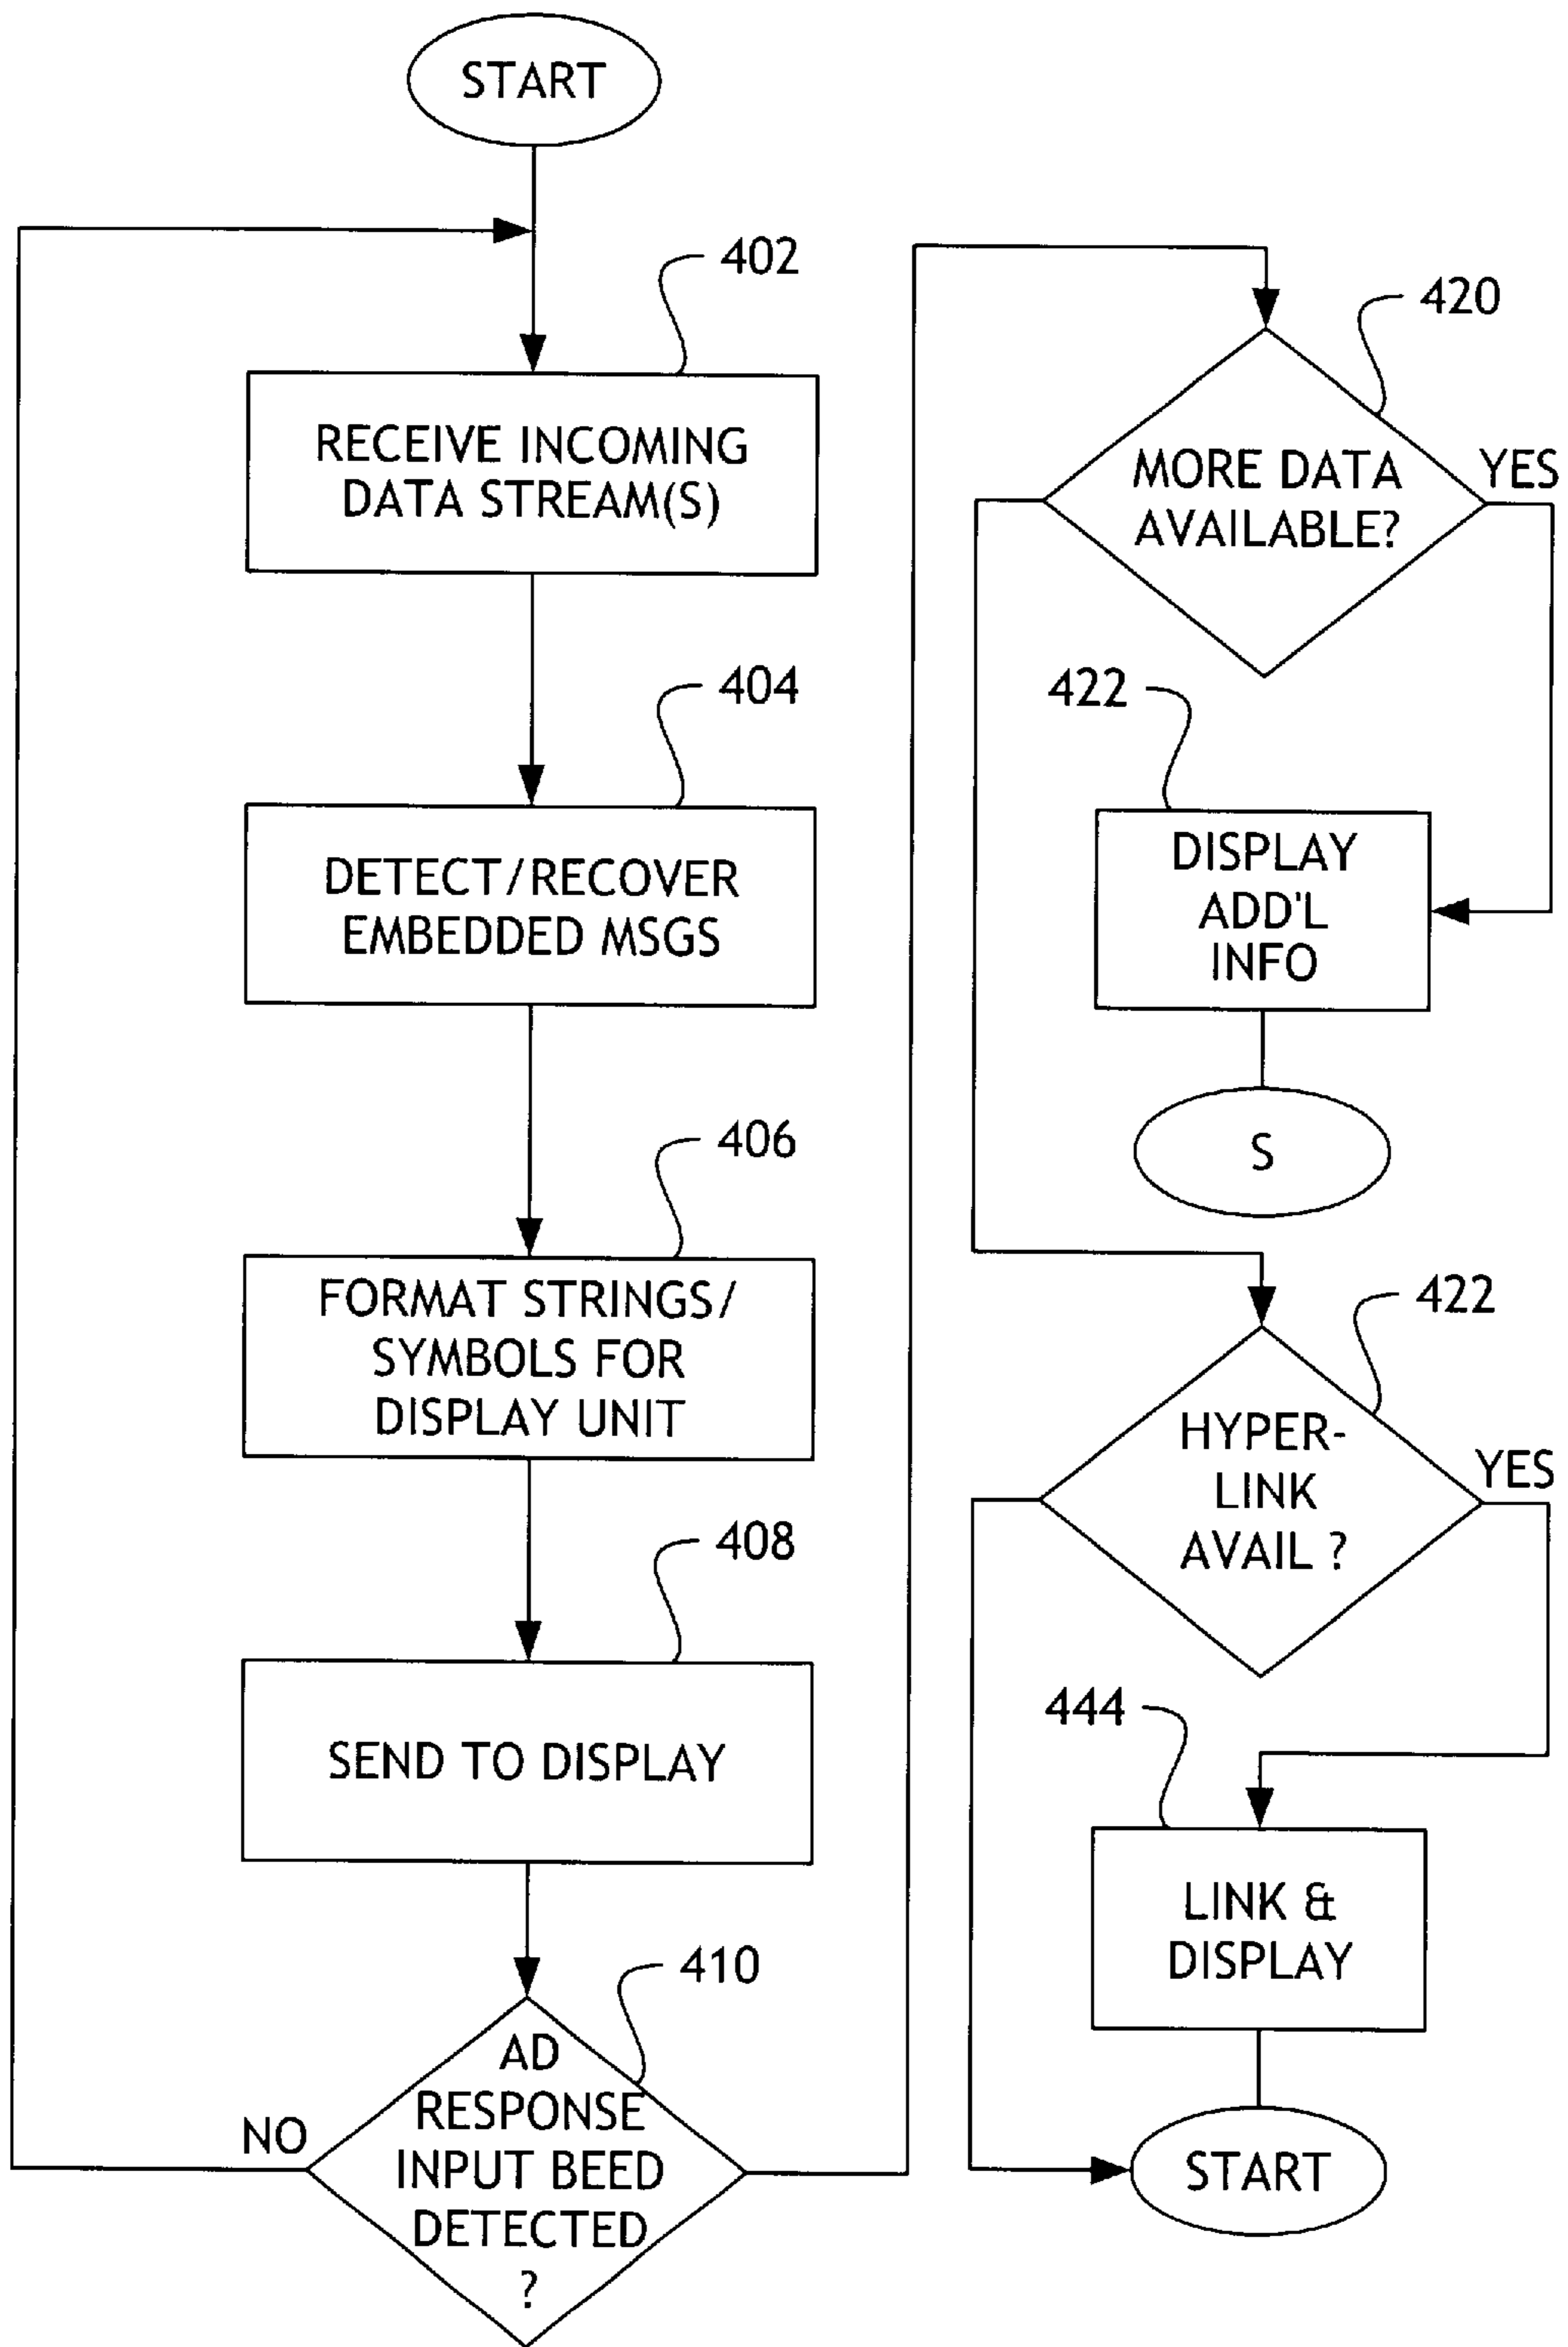 START
402
RECEIVE INCOMING
DATA STREAM(S)
404
DETECT/RECOVER
EMBEDDED MSGS
406
FORMAT STRINGS/
SYMBOLS FOR
DISPLAY UNIT
408
SEND TO DISPLAY
410
AD
RESPONSE
INPUT BEED
DETECTED
?
NO
420
MORE DATA
AVAILABLE?
YES
422
DISPLAY
ADD'L
INFO
S
422
HYPER-
LINK
AVAIL ?
YES
444
LINK &
DISPLAY
START